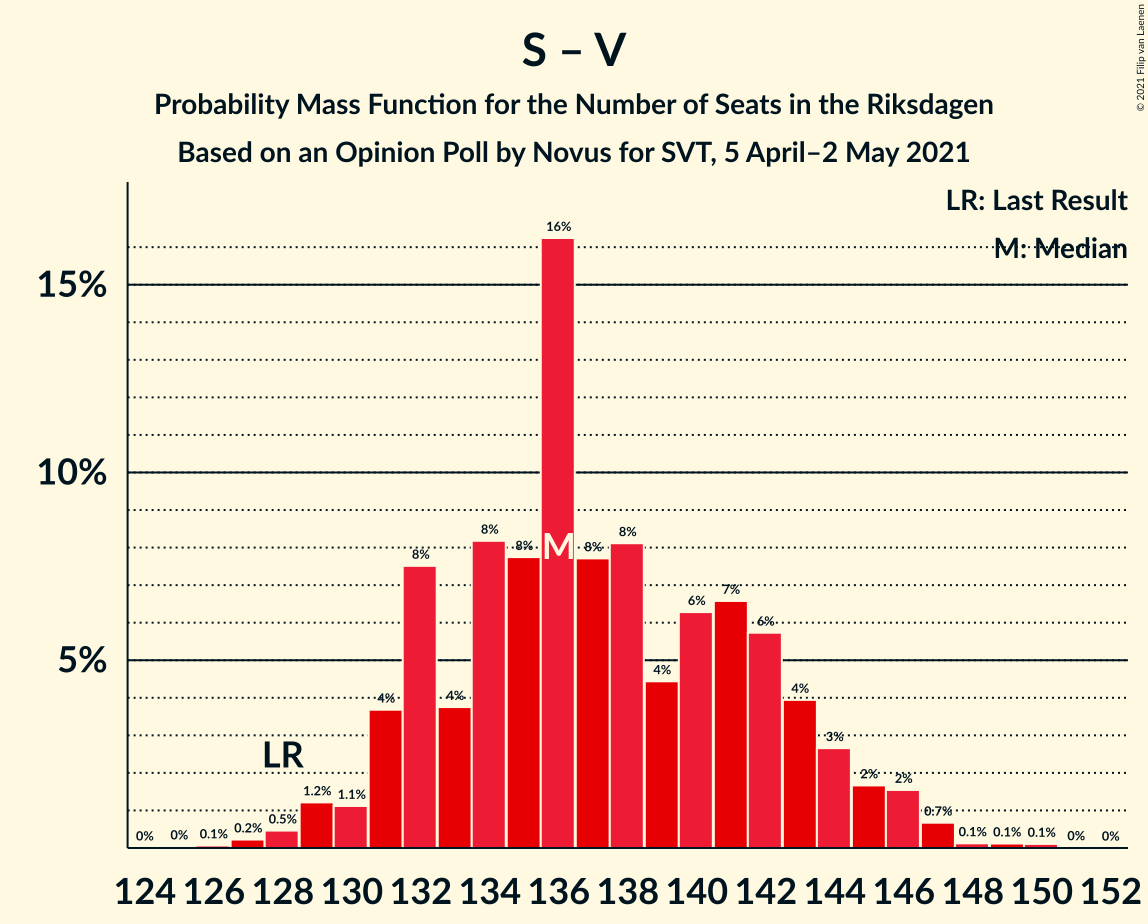 S – V
Probability Mass Function for the Number of Seats in the Riksdagen
Based on an Opinion Poll by Novus for SVT, 5 April–2 May 2021
© 2021 Filip van Laenen
LR: Last Result
M: Median
15%
10%
5%
0% 0% 0.1% 0.2% 0.5% 1.2% 1.1% 4% 8% 4% 8% 8% 16% 8% 8% 4% 6% 7% 6% 4% 3% 2% 2% 0.7% 0.1% 0.1% 0.1% 0% 0%
LR
M
124 126 128 130 132 134 136 138 140 142 144 146 148 150 152